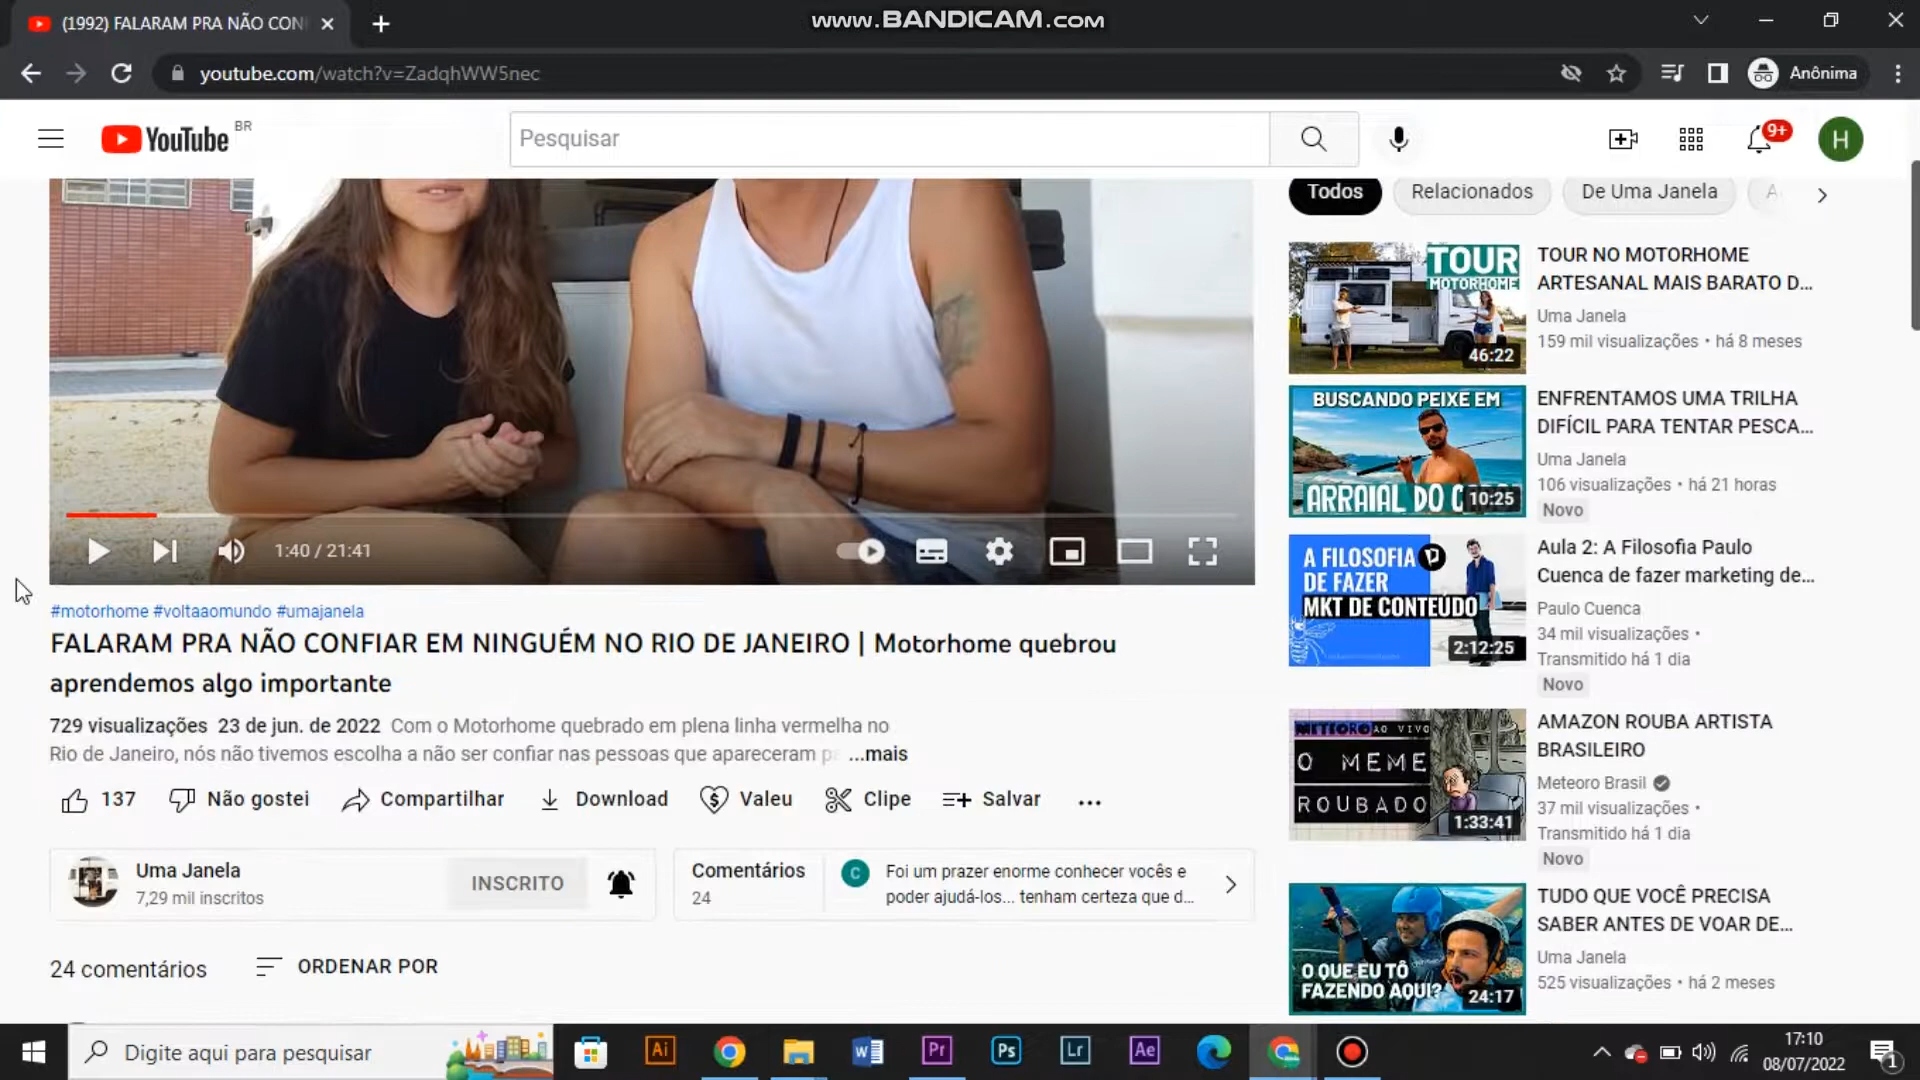 (1992) FALARAM PRA NÃO CON
www.BANDICAM.com
youtube.com/watch?v=ZadqhWW5nec
Anônima
YouTube BR
Pesquisar
9+
H
Todos
Relacionados
De Uma Janela
A
TOUR
MOTORHOME
46:22
TOUR NO MOTORHOME
ARTESANAL MAIS BARATO D...
Uma Janela
159 mil visualizações • há 8 meses
BUSCANDO PEIXE EM
ARRAIAL DO C
10:25
ENFRENTAMOS UMA TRILHA
DIFÍCIL PARA TENTAR PESCA...
Uma Janela
106 visualizações • há 21 horas
Novo
1:40 / 21:41
A FILOSOFIA
DE FAZER
MKT DE CONTEÚDO
2:12:25
Aula 2: A Filosofia Paulo
Cuenca de fazer marketing de...
Paulo Cuenca
34 mil visualizações •
Transmitido há 1 dia
Novo
#motorhome #voltaaomundo #umajanela
FALARAM PRA NÃO CONFIAR EM NINGUÉM NO RIO DE JANEIRO | Motorhome quebrou
aprendemos algo importante
729 visualizações 23 de jun. de 2022 Com o Motorhome quebrado em plena linha vermelha no
Rio de Janeiro, nós não tivemos escolha a não ser confiar nas pessoas que apareceram pa ...mais
137
Não gostei
Compartilhar
Download
Valeu
Clipe
Salvar
METEORO AO VIVO
O MEME
ROUBADO
1:33:41
AMAZON ROUBA ARTISTA
BRASILEIRO
Meteoro Brasil
37 mil visualizações •
Transmitido há 1 dia
Novo
Uma Janela
7,29 mil inscritos
INSCRITO
Comentários
24
C
Foi um prazer enorme conhecer vocês e
poder ajudá-los... tenham certeza que d...
O QUE EU TÔ
FAZENDO AQUI?
24:17
TUDO QUE VOCÊ PRECISA
SABER ANTES DE VOAR DE...
Uma Janela
525 visualizações • há 2 meses
24 comentários
ORDENAR POR
Digite aqui para pesquisar
Ai
W
Pr
Ps
Lr
Ae
17:10
08/07/2022
1